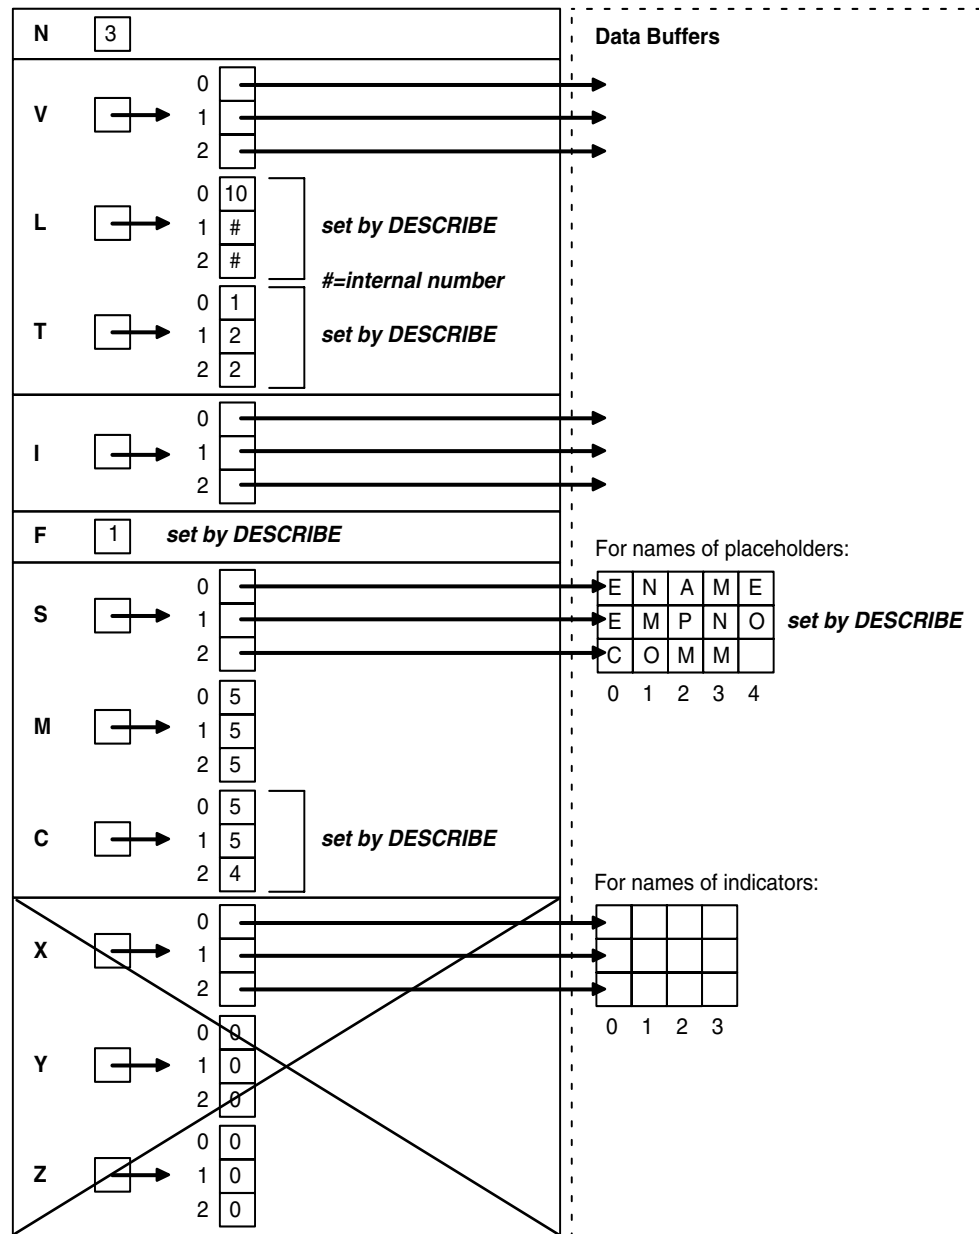 N 3
Data Buffers
V
0
1
2
L
0 10
1 #
2 #
set by DESCRIBE
#=internal number
T
0 1
1 2
2 2
set by DESCRIBE
I
0
1
2
F 1 set by DESCRIBE
For names of placeholders:
S
0
1
2
E N A M E
E M P N O
C O M M
0 1 2 3 4
set by DESCRIBE
M
0 5
1 5
2 5
C
0 5
1 5
2 4
set by DESCRIBE
For names of indicators:
X
0
1
2
0 1 2 3
Y
0 0
1 0
2 0
Z
0 0
1 0
2 0